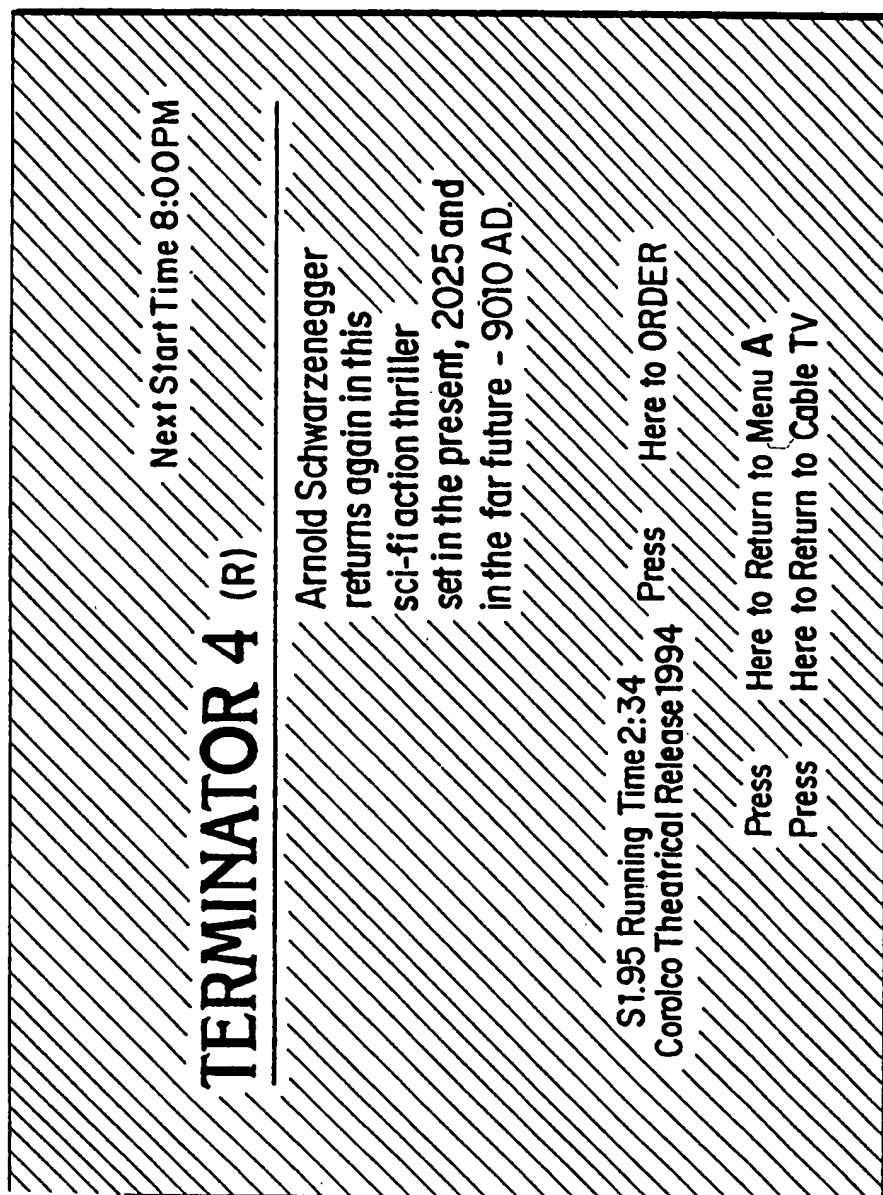 Next Start Time 8:00PM
TERMINATOR 4 (R)
Arnold Schwarzenegger
returns again in this
sci-fi action thriller
set in the present, 2025 and
in the far future - 9010 AD.
$1.95 Running Time 2:34
Corolco Theatrical Release 1994
Press Here to ORDER
Press Here to Return to Menu A
Press Here to Return to Cable TV